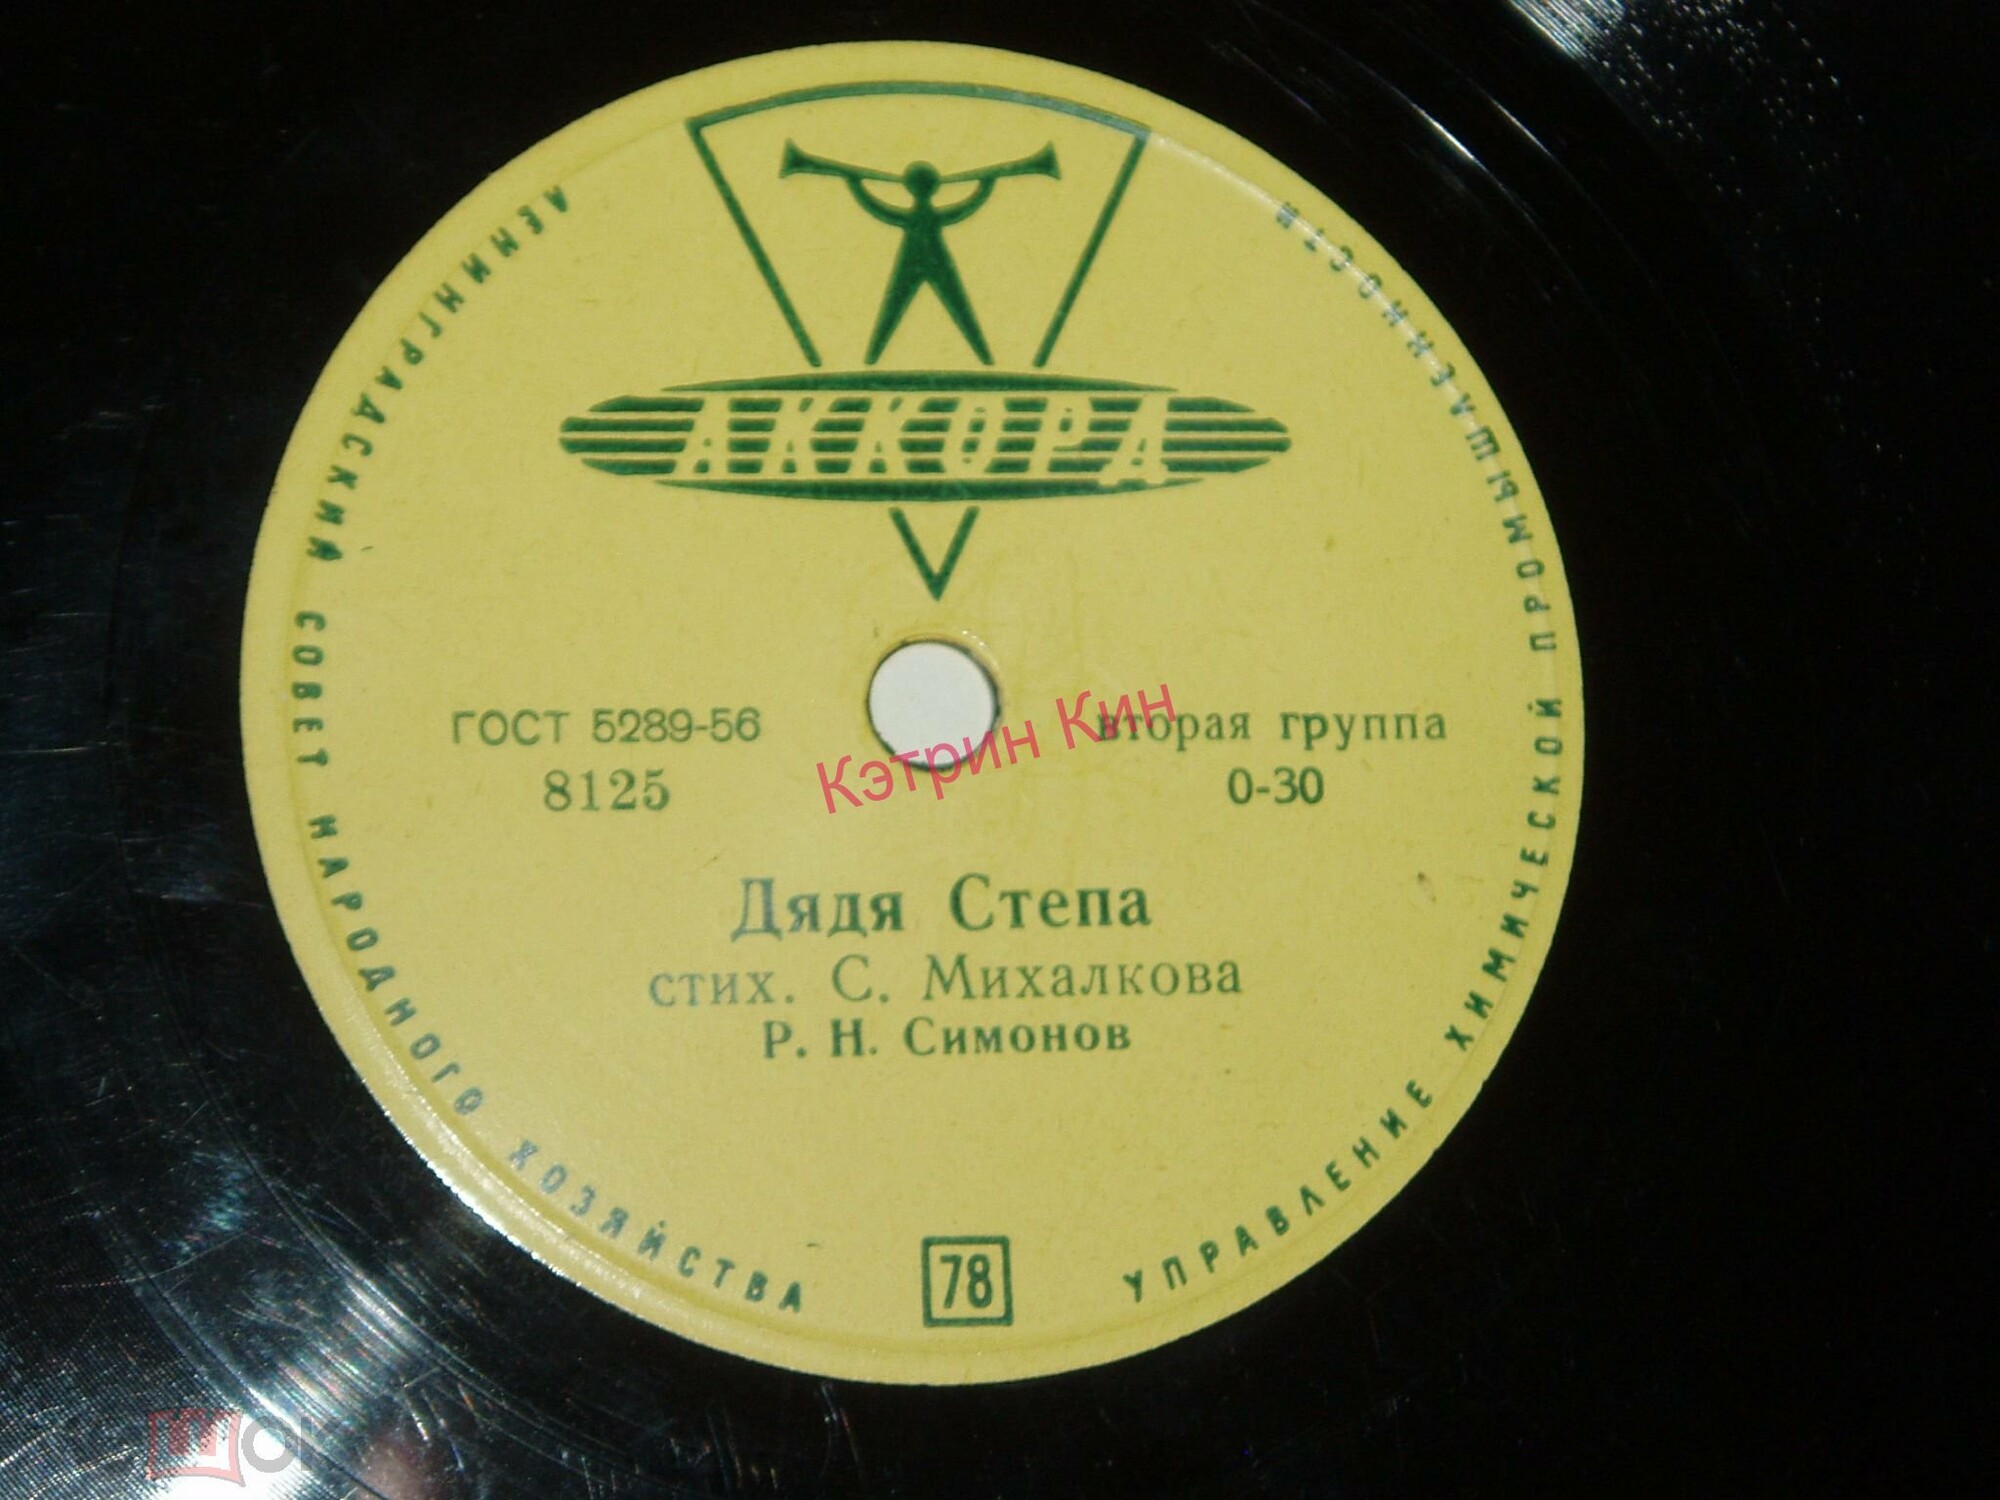 ЛЕНИНГРАДСКИЙ СОВЕТ НАРОДНОГО ХОЗЯЙСТВА
УПРАВЛЕНИЕ ХИМИЧЕСКОЙ ПРОМЫШЛЕННОСТИ
АККОРД
ГОСТ 5289-56
8125
вторая группа
0-30
Кэтрин Кин
Дядя Степа
стих. С. Михалкова
Р. Н. Симонов
78